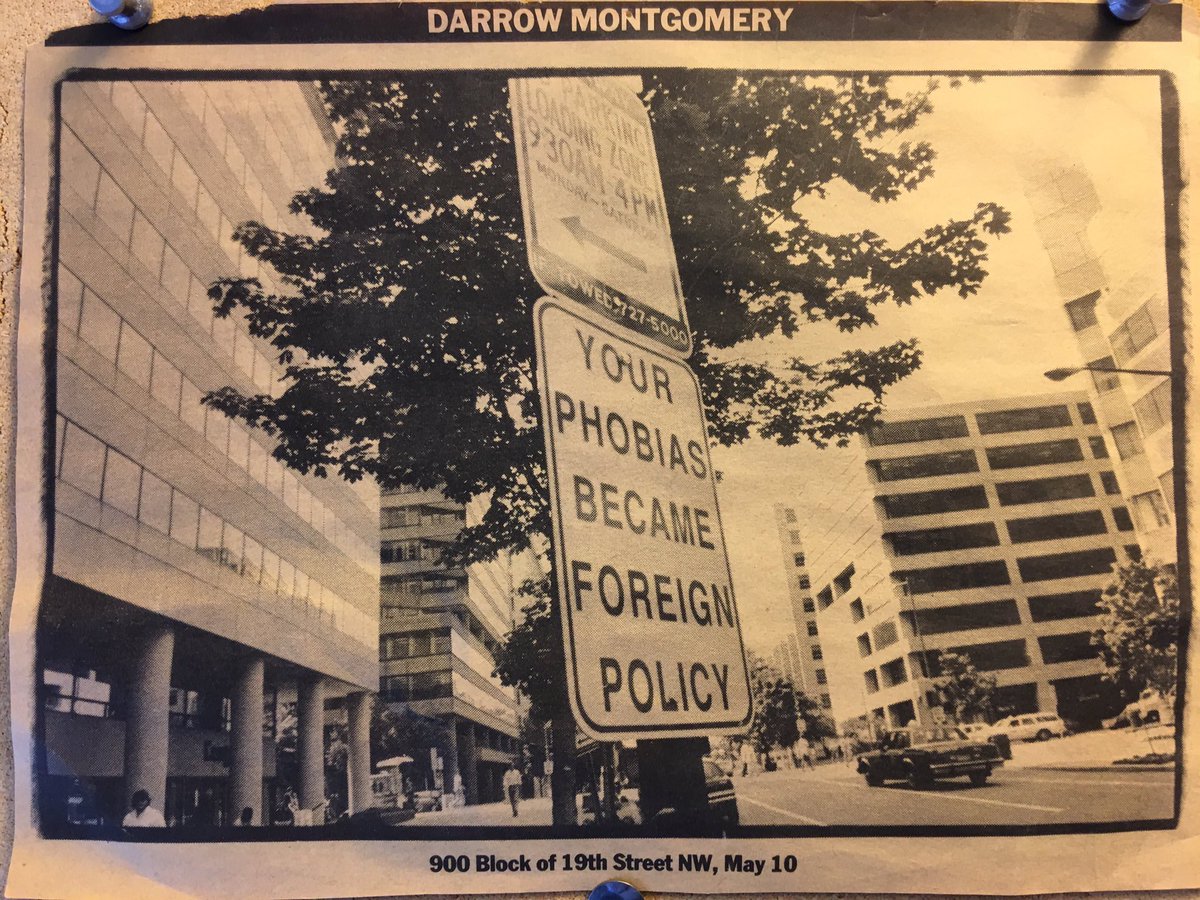 DARROW MONTGOMERY
PARKING
LOADING ZONE
9:30AM-4PM
TOWED:727-5000
YOUR
PHOBIAS
BECAME
FOREIGN
POLICY
900 Block of 19th Street NW, May 10